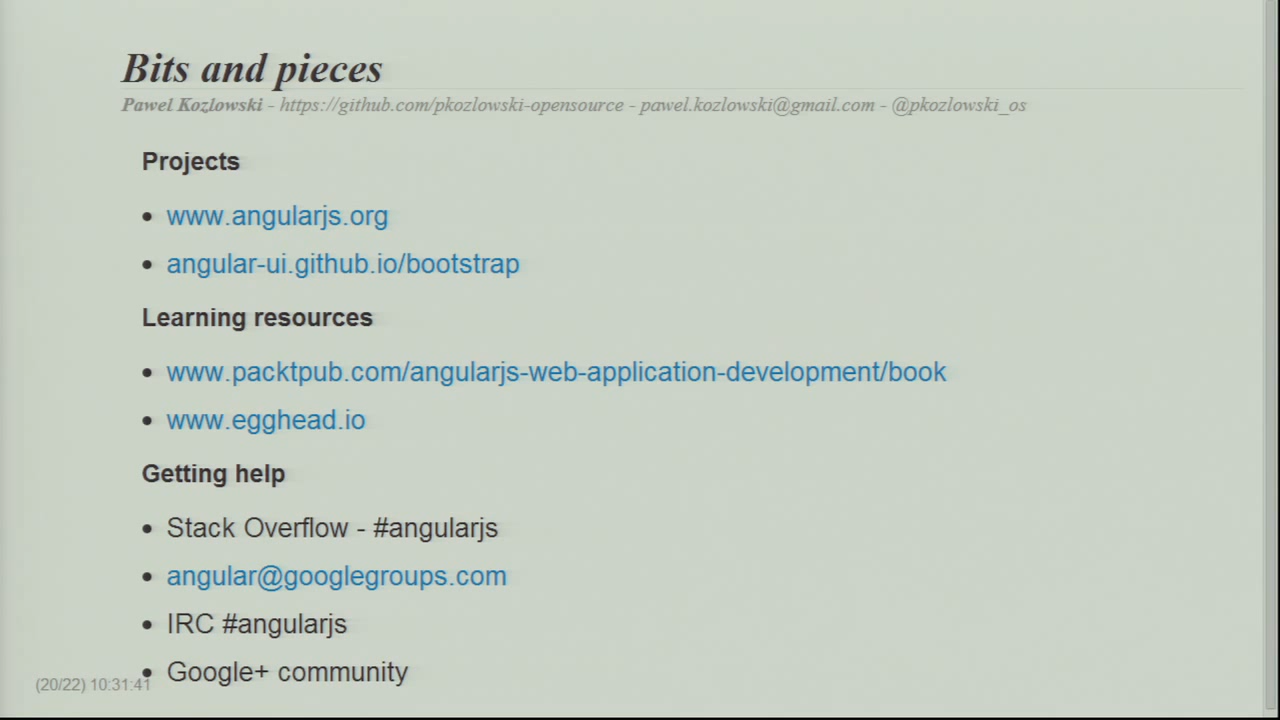 Bits and pieces
Pawel Kozlowski - https://github.com/pkozlowski-opensource - pawel.kozlowski@gmail.com - @pkozlowski_os
Projects
• www.angularjs.org
• angular-ui.github.io/bootstrap
Learning resources
• www.packtpub.com/angularjs-web-application-development/book
• www.egghead.io
Getting help
• Stack Overflow - #angularjs
• angular@googlegroups.com
• IRC #angularjs
• Google+ community
(20/22) 10:31:41